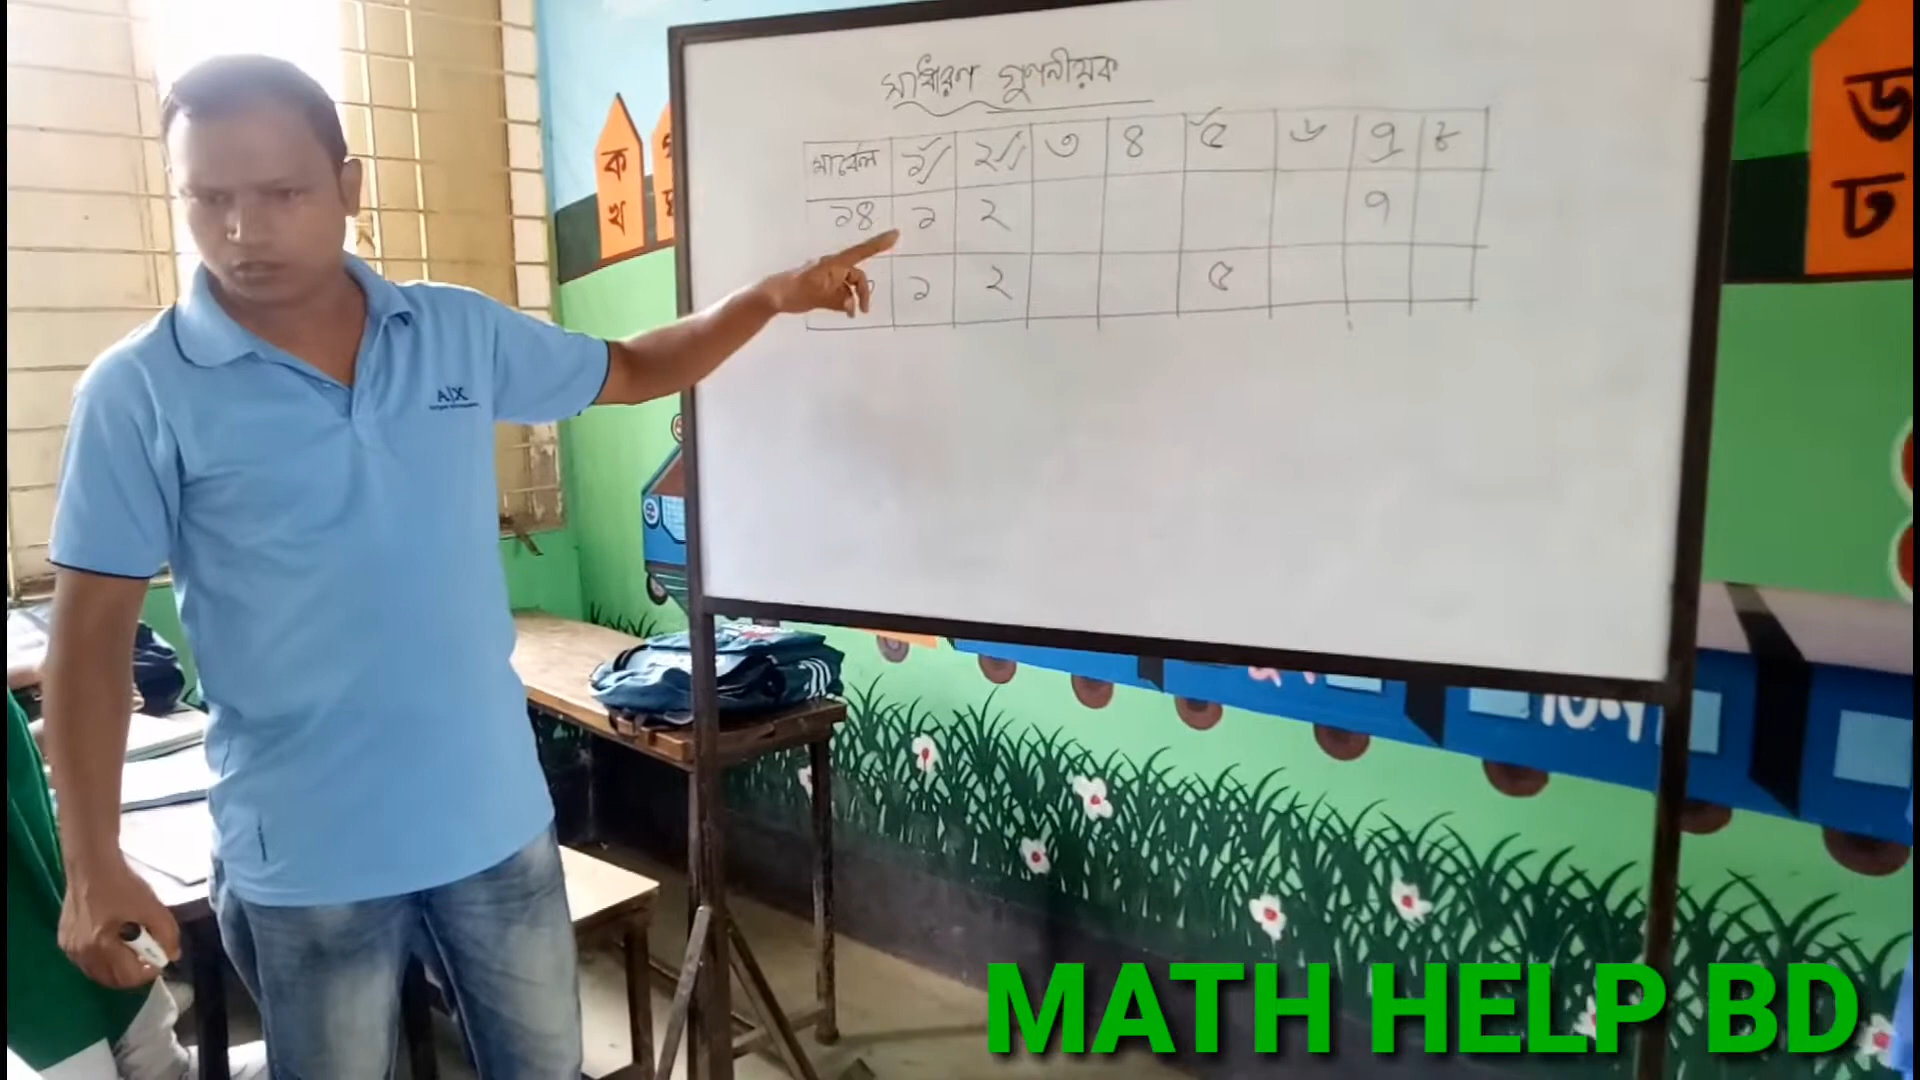 সাধারণ গুণনীয়ক
মার্বেল ১ ২ ৩ ৪ ৫ ৬ ৭ ৮
১৪ ১ ২ ৭
১ ২ ৫
ক
খ
ড
ঢ
A|X
MATH HELP BD